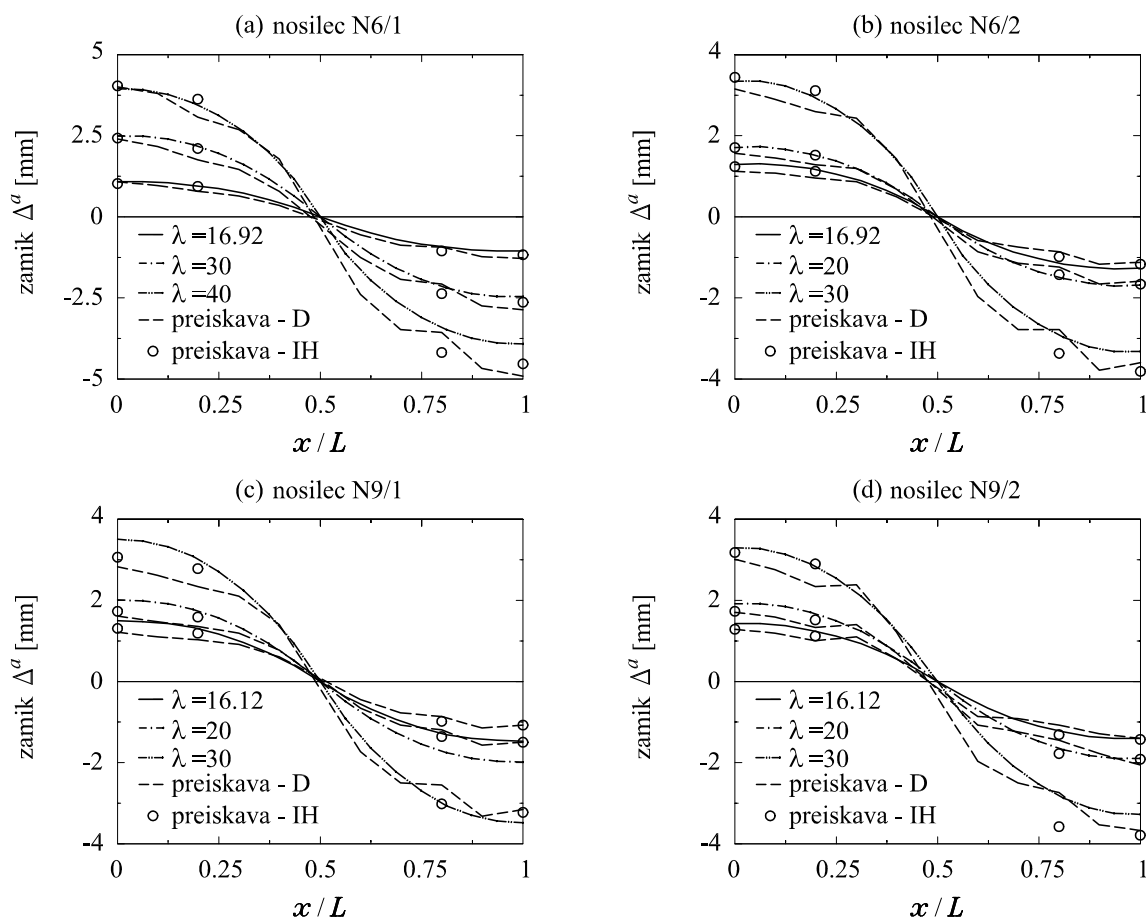 (a) nosilec N6/1
5
2.5
0
-2.5
-5
zamik Δᵃ [mm]
λ =16.92
λ =30
λ =40
preiskava - D
preiskava - IH
0 0.25 0.5 0.75 1
x / L
(b) nosilec N6/2
4
2
0
-2
-4
zamik Δᵃ [mm]
λ =16.92
λ =20
λ =30
preiskava - D
preiskava - IH
0 0.25 0.5 0.75 1
x / L
(c) nosilec N9/1
4
2
0
-2
-4
zamik Δᵃ [mm]
λ =16.12
λ =20
λ =30
preiskava - D
preiskava - IH
0 0.25 0.5 0.75 1
x / L
(d) nosilec N9/2
4
2
0
-2
-4
zamik Δᵃ [mm]
λ =16.12
λ =20
λ =30
preiskava - D
preiskava - IH
0 0.25 0.5 0.75 1
x / L